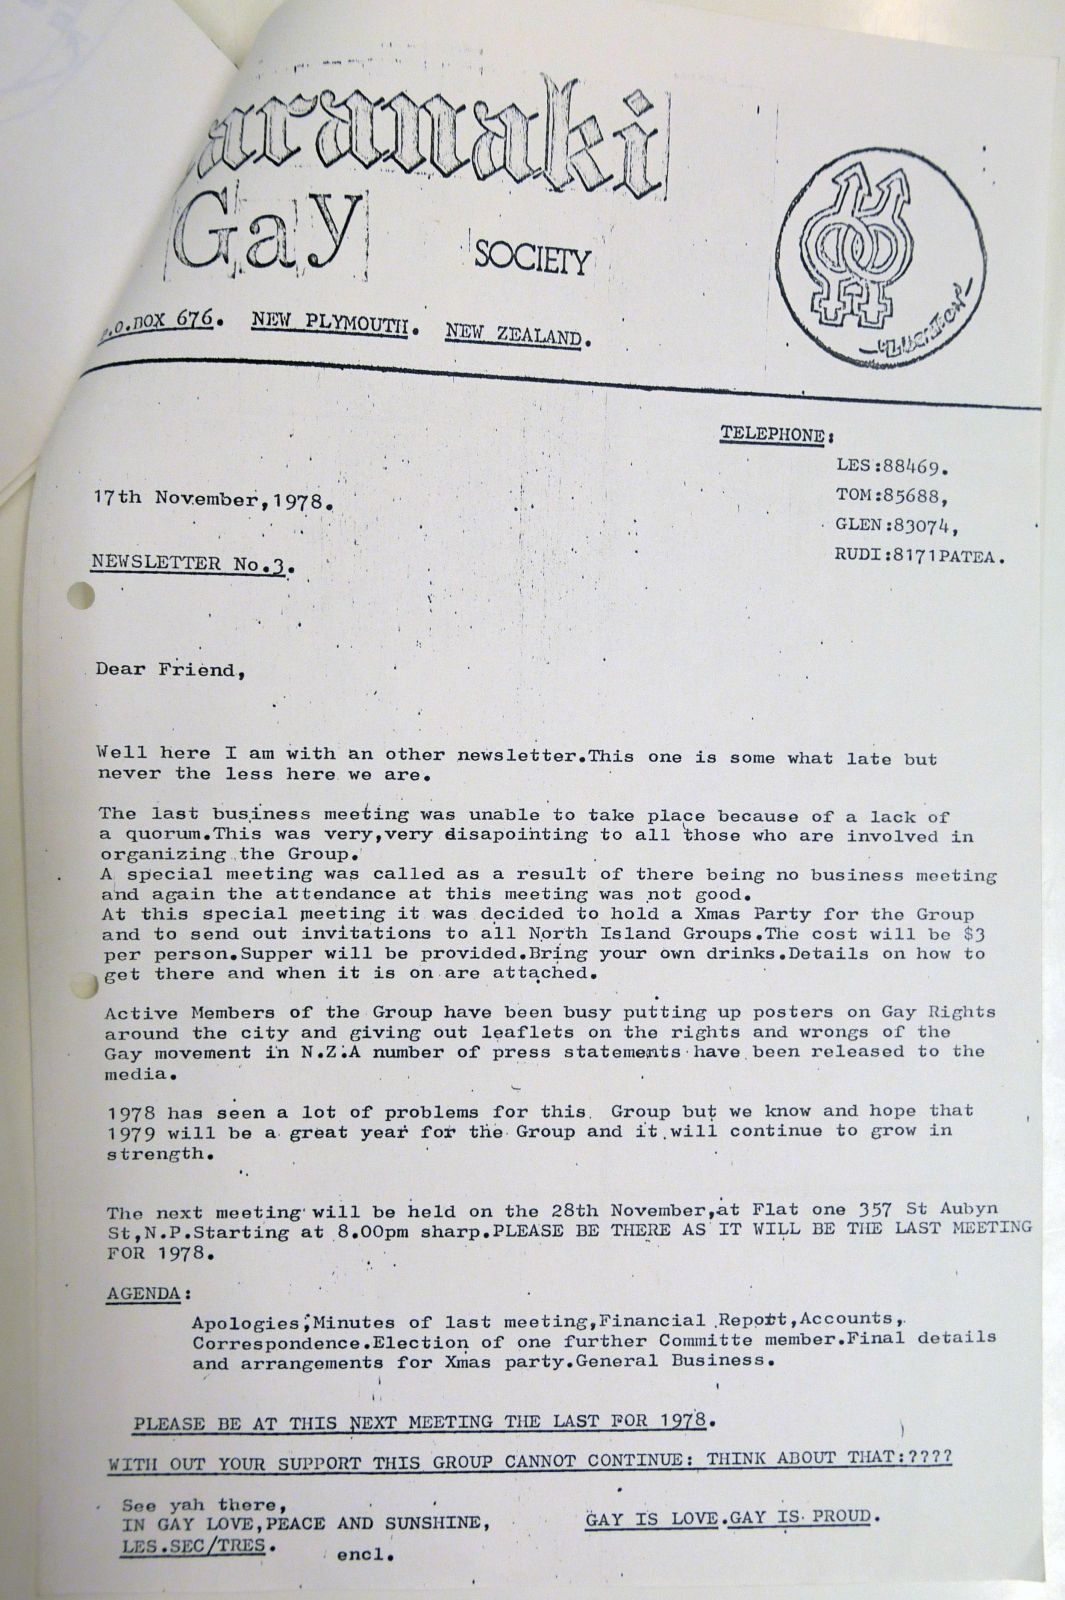 aranaki
Gay SOCIETY
P.O.BOX 676. NEW PLYMOUTH. NEW ZEALAND.
"LIBERATION"
TELEPHONE:
LES:88469.
17th November,1978.
TOM:85688,
GLEN:83074,
NEWSLETTER No.3.
RUDI:8171PATEA.
Dear Friend,
Well here I am with an other newsletter.This one is some what late but
never the less here we are.
The last business meeting was unable to take place because of a lack of
a quorum.This was very,very disapointing to all those who are involved in
organizing the Group.
A special meeting was called as a result of there being no business meeting
and again the attendance at this meeting was not good.
At this special meeting it was decided to hold a Xmas Party for the Group
and to send out invitations to all North Island Groups.The cost will be $3
per person.Supper will be provided.Bring your own drinks.Details on how to
get there and when it is on are attached.
Active Members of the Group have been busy putting up posters on Gay Rights
around the city and giving out leaflets on the rights and wrongs of the
Gay movement in N.Z.A number of press statements have been released to the
media.
1978 has seen a lot of problems for this Group but we know and hope that
1979 will be a great year for the Group and it will continue to grow in
strength.
The next meeting will be held on the 28th November,at Flat one 357 St Aubyn
St,N.P.Starting at 8.00pm sharp.PLEASE BE THERE AS IT WILL BE THE LAST MEETING
FOR 1978.
AGENDA:
Apologies,Minutes of last meeting,Financial Report,Accounts,
Correspondence.Election of one further Committe member.Final details
and arrangements for Xmas party.General Business.
PLEASE BE AT THIS NEXT MEETING THE LAST FOR 1978.
WITH OUT YOUR SUPPORT THIS GROUP CANNOT CONTINUE: THINK ABOUT THAT:????
See yah there,
IN GAY LOVE,PEACE AND SUNSHINE,
GAY IS LOVE.GAY IS PROUD.
LES.SEC/TRES.
encl.